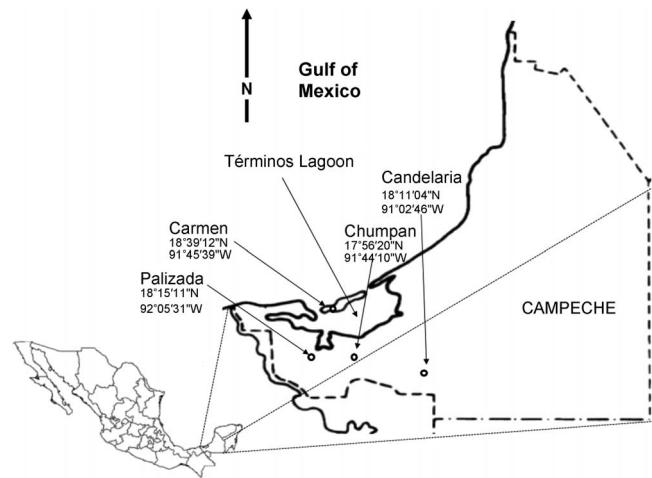 N
Gulf of
Mexico
Términos Lagoon
Candelaria
18°11′04″N
91°02′46″W
Carmen
18°39′12″N
91°45′39″W
Chumpan
17°56′20″N
91°44′10″W
Palizada
18°15′11″N
92°05′31″W
CAMPECHE